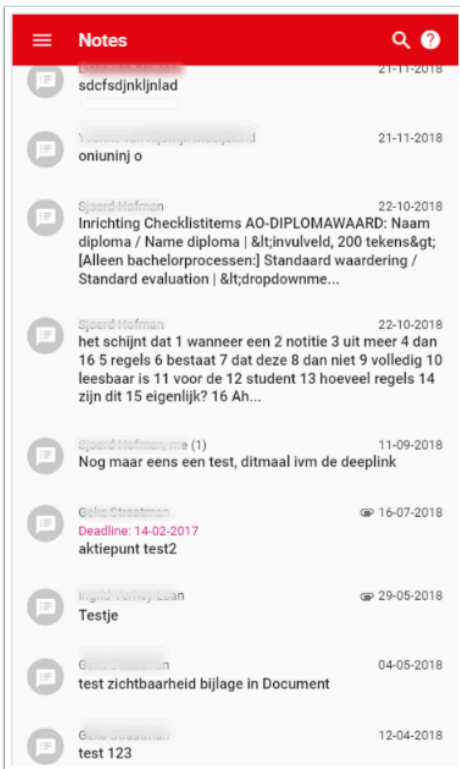 Notes
21-11-2018
sdcfsdjnkljnlad
21-11-2018
oniuninj o
22-10-2018
Inrichting Checklistitems AO-DIPLOMAWAARD: Naam
diploma / Name diploma | &lt;invulveld, 200 tekens&gt;
[Alleen bachelorprocessen:] Standaard waardering /
Standard evaluation | &lt;dropdownme...
22-10-2018
het schijnt dat 1 wanneer een 2 notitie 3 uit meer 4 dan
16 5 regels 6 bestaat 7 dat deze 8 dan niet 9 volledig 10
leesbaar is 11 voor de 12 student 13 hoeveel regels 14
zijn dit 15 eigenlijk? 16 Ah...
(1) 11-09-2018
Nog maar eens een test, ditmaal ivm de deeplink
16-07-2018
Deadline: 14-02-2017
aktiepunt test2
29-05-2018
Testje
04-05-2018
test zichtbaarheid bijlage in Document
12-04-2018
test 123